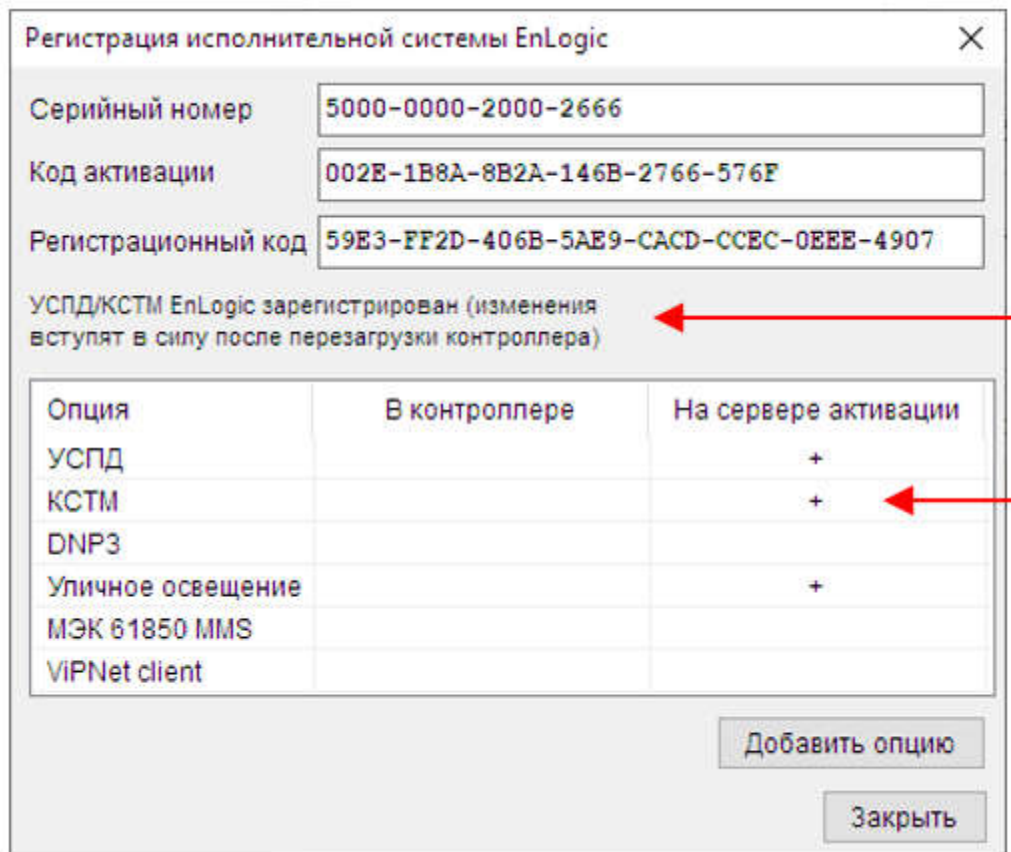 Регистрация исполнительной системы EnLogic
Серийный номер 5000-0000-2000-2666
Код активации 002E-1B8A-8B2A-146B-2766-576F
Регистрационный код 59E3-FF2D-406B-5AE9-CACD-CCEC-0EEE-4907
УСПД/КСТМ EnLogic зарегистрирован (изменения
вступят в силу после перезагрузки контроллера)
Опция В контроллере На сервере активации
УСПД +
КСТМ +
DNP3
Уличное освещение +
МЭК 61850 MMS
ViPNet client
Добавить опцию
Закрыть